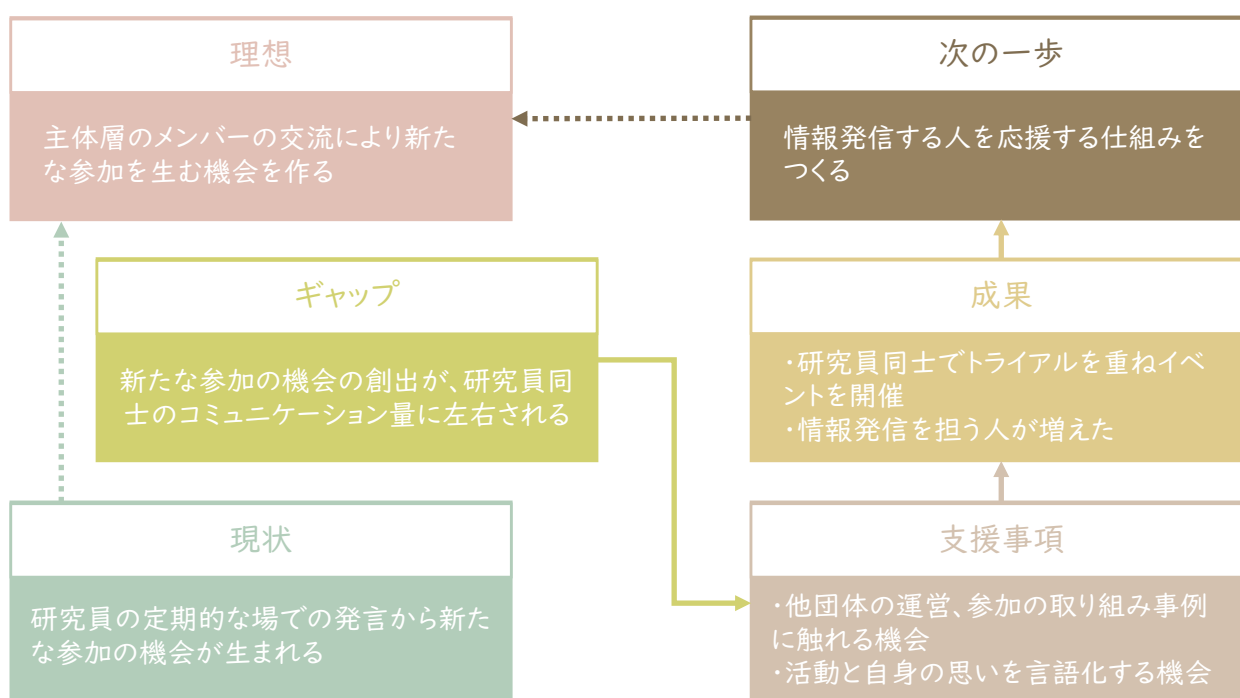 理想
主体層のメンバーの交流により新た
な参加を生む機会を作る
次の一歩
情報発信する人を応援する仕組みを
つくる
ギャップ
新たな参加の機会の創出が、研究員同
士のコミュニケーション量に左右される
成果
・研究員同士でトライアルを重ねイベ
ントを開催
・情報発信を担う人が増えた
現状
研究員の定期的な場での発言から新た
な参加の機会が生まれる
支援事項
・他団体の運営、参加の取り組み事例
に触れる機会
・活動と自身の思いを言語化する機会